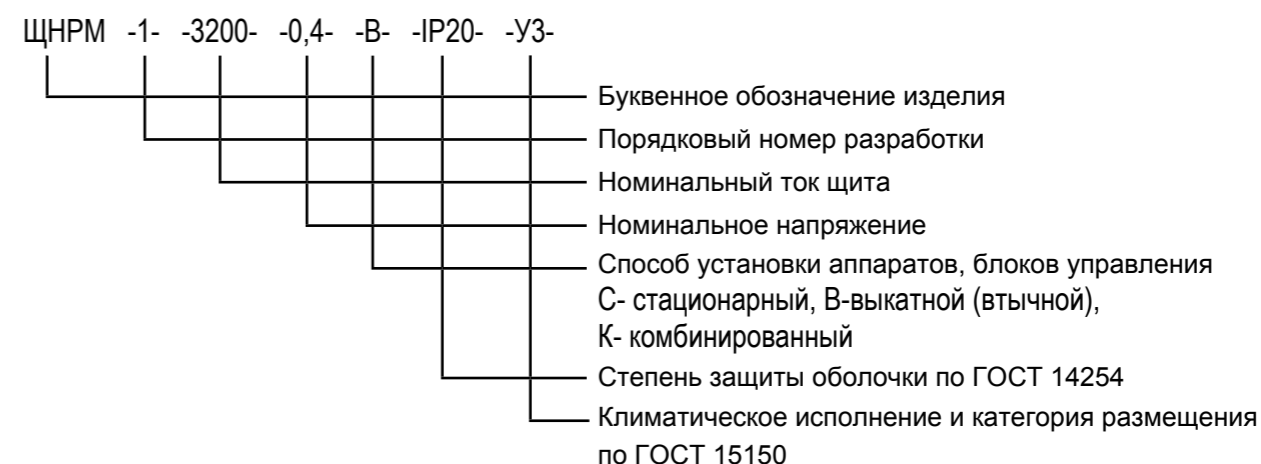 ЩНРМ -1- -3200- -0,4- -В- -IP20- -У3-
Буквенное обозначение изделия
Порядковый номер разработки
Номинальный ток щита
Номинальное напряжение
Способ установки аппаратов, блоков управления
С- стационарный, В-выкатной (втычной),
К- комбинированный
Степень защиты оболочки по ГОСТ 14254
Климатическое исполнение и категория размещения
по ГОСТ 15150